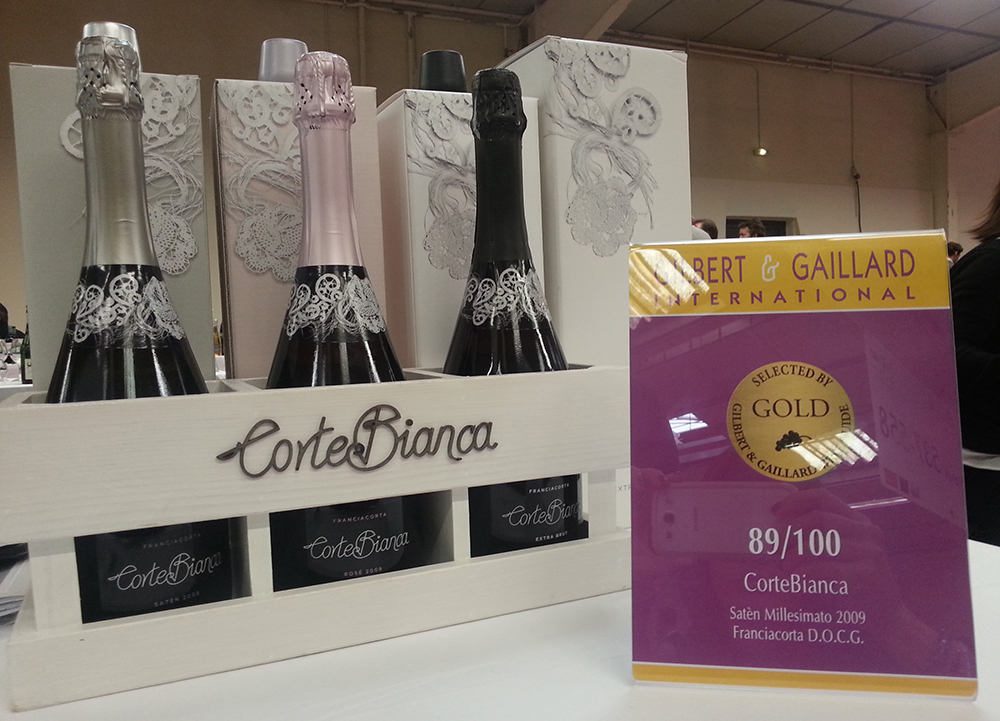 CorteBianca
FRANCIACORTA
CorteBianca
SATÈN 2009
FRANCIACORTA
CorteBianca
ROSÉ 2009
FRANCIACORTA
CorteBianca
EXTRA BRUT
EXTR
GILBERT & GAILLARD
INTERNATIONAL
SELECTED BY
GOLD
GILBERT & GAILLARD
89/100
CorteBianca
Satèn Millesimato 2009
Franciacorta D.O.C.G.